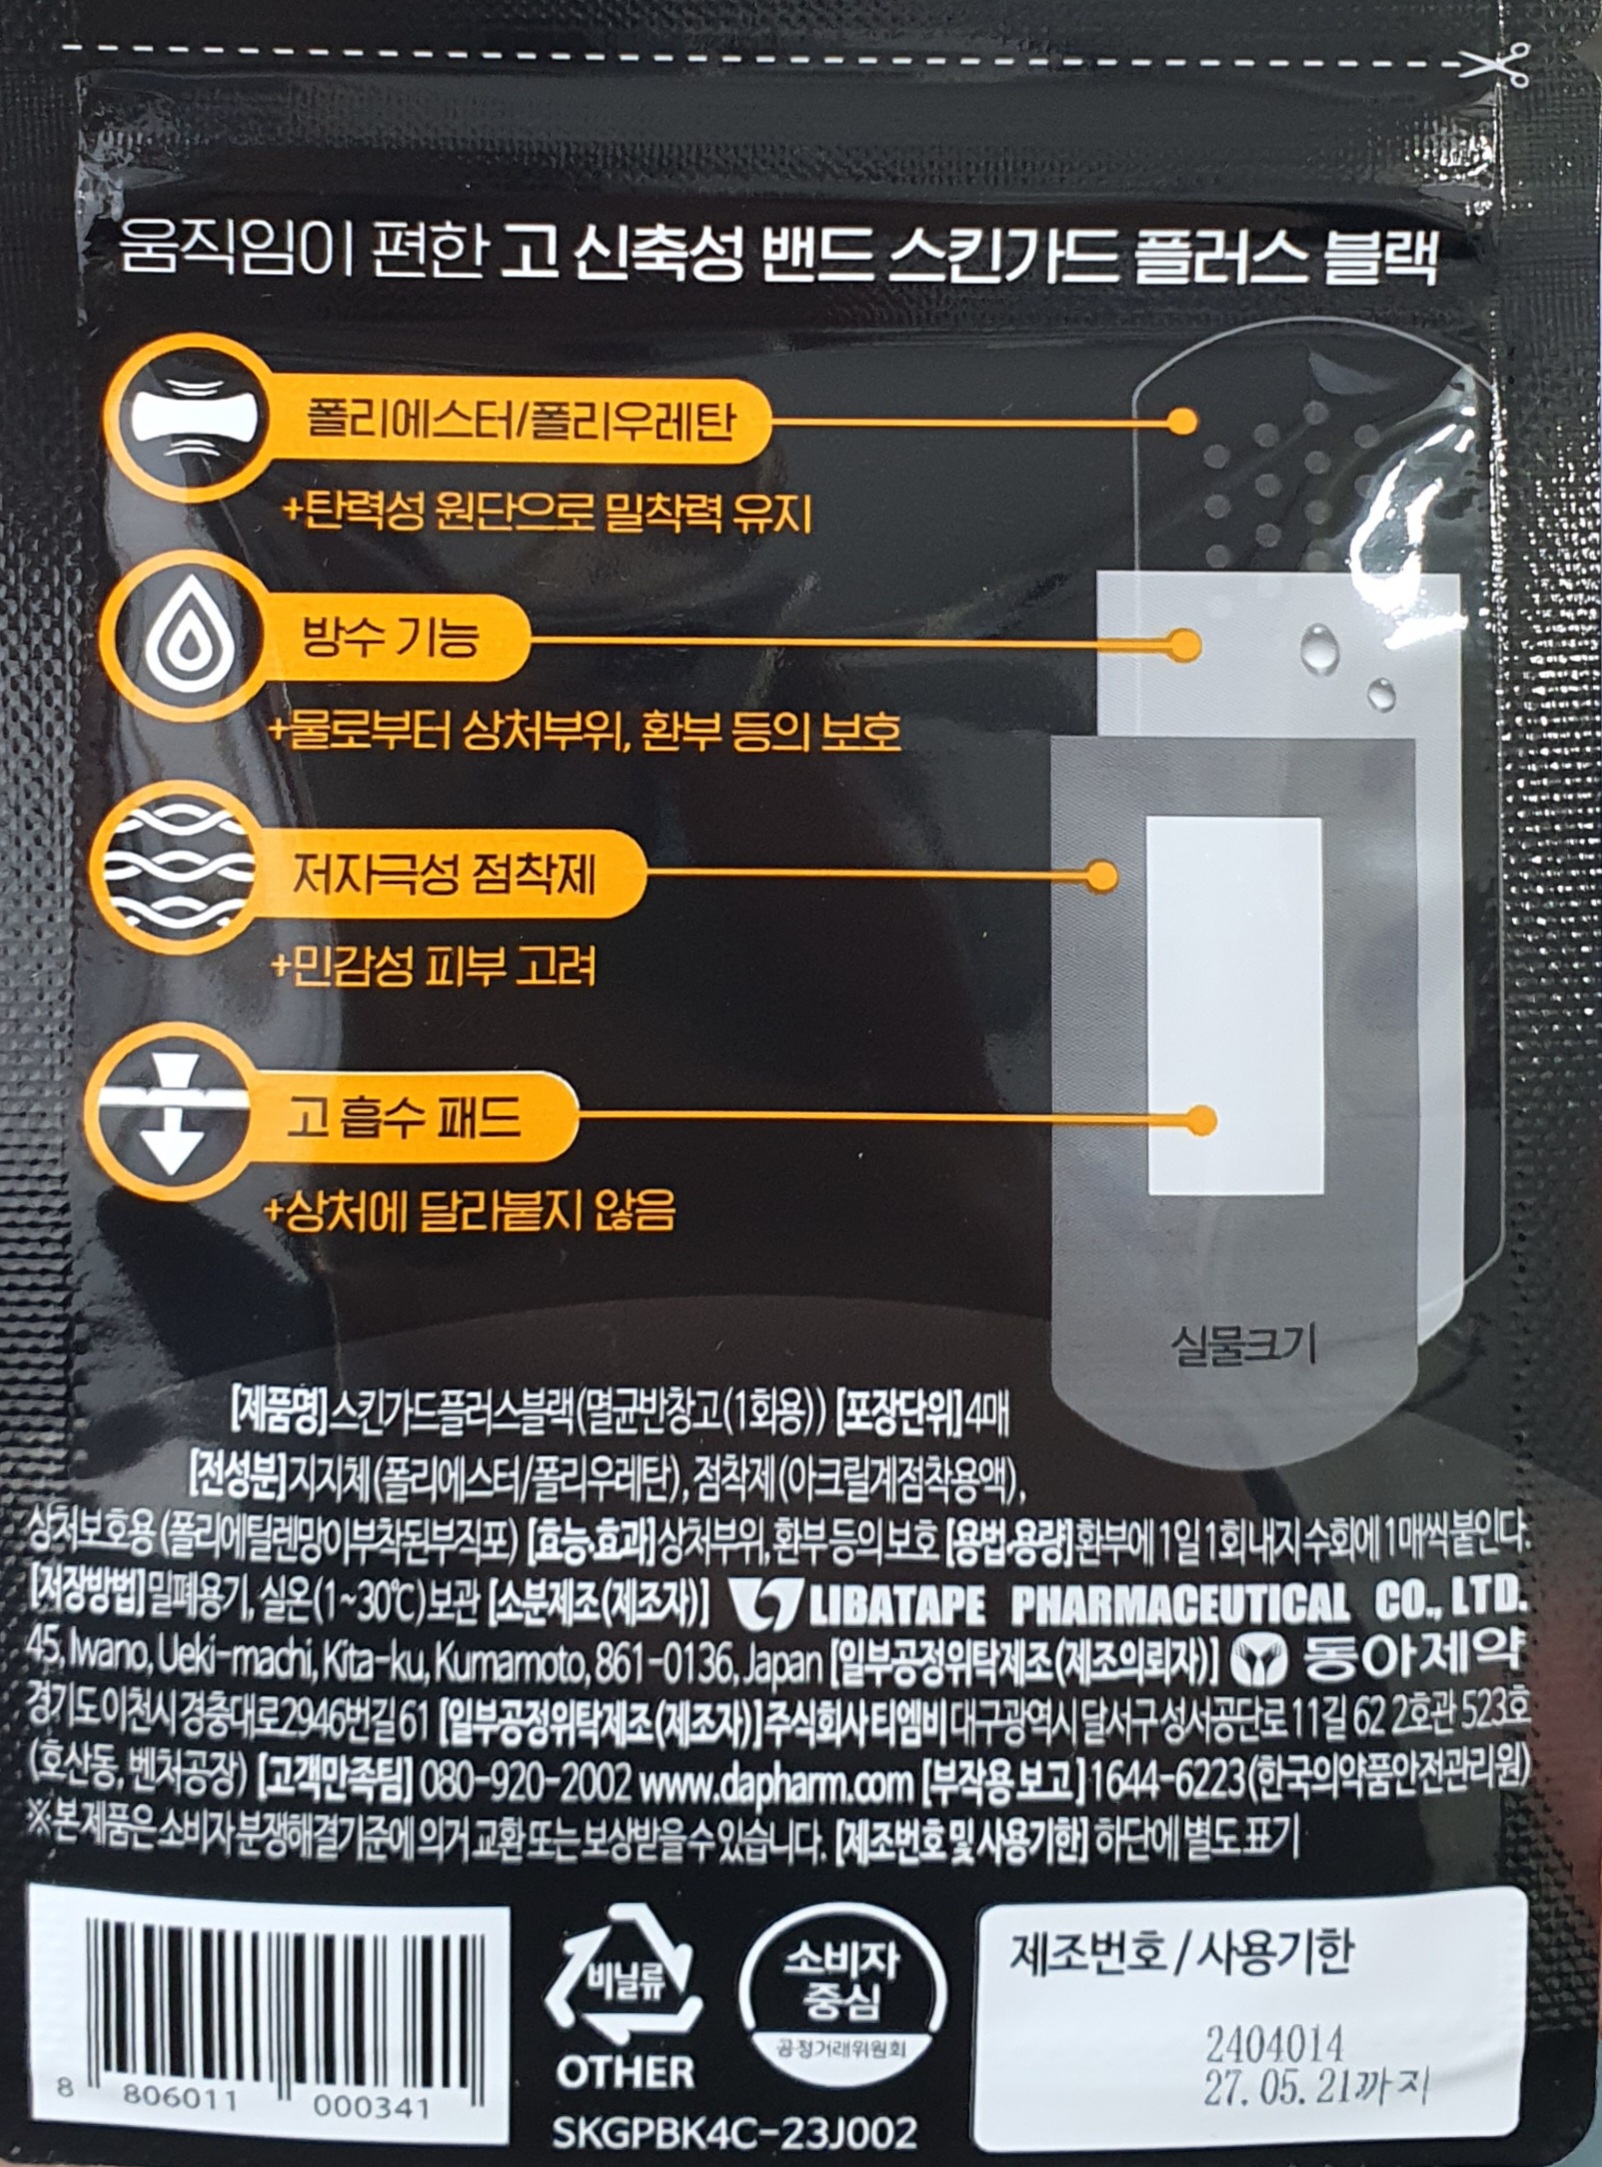 움직임이 편한 고 신축성 밴드 스킨가드 플러스 블랙
폴리에스터/폴리우레탄
+탄력성 원단으로 밀착력 유지
방수 기능
+물로부터 상처부위, 환부 등의 보호
저자극성 점착제
+민감성 피부 고려
고 흡수 패드
+상처에 달라붙지 않음
실물크기
[제품명]스킨가드플러스블랙(멸균반창고(1회용)) [포장단위]4매
[전성분]지지체(폴리에스터/폴리우레탄), 점착제(아크릴계점착용액),
상처보호용(폴리에틸렌망이부착된부직포) [효능·효과]상처부위, 환부 등의 보호 [용법·용량]환부에 1일 1회 내지 수회에 1매씩 붙인다.
[저장방법]밀폐용기, 실온(1~30℃)보관 [소분제조(제조자)] LIBATAPE PHARMACEUTICAL CO., LTD.
45, Iwano, Ueki-machi, Kita-ku, Kumamoto, 861-0136, Japan [일부공정위탁제조(제조의뢰자)] 동아제약
경기도 이천시 경충대로2946번길 61 [일부공정위탁제조(제조자)] 주식회사 티엠비 대구광역시 달서구 성서공단로 11길 62 2호관 523호
(호산동, 벤처공장) [고객만족팀] 080-920-2002 www.dapharm.com [부작용 보고] 1644-6223(한국의약품안전관리원)
※본 제품은 소비자분쟁해결기준에 의거 교환 또는 보상받을 수 있습니다. [제조번호 및 사용기한] 하단에 별도 표기
비닐류
OTHER
소비자
중심
공정거래위원회
제조번호 / 사용기한
2404014
27.05.21까지
8 806011 000341
SKGPBK4C-23J002